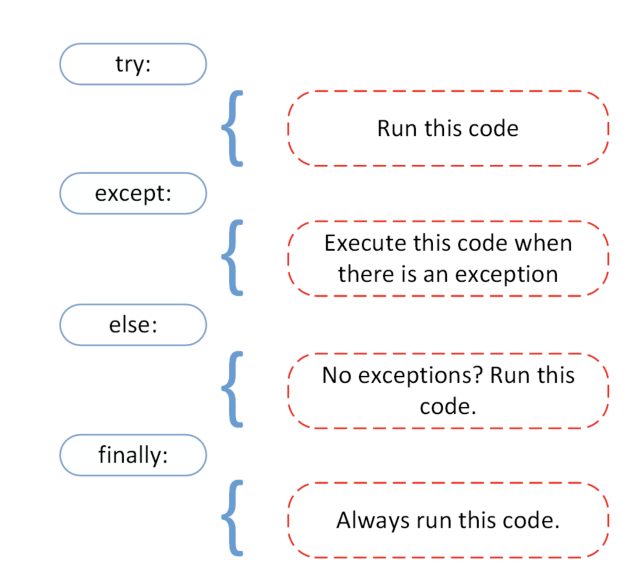 try:
Run this code
except:
Execute this code when
there is an exception
else:
No exceptions? Run this
code.
finally:
Always run this code.